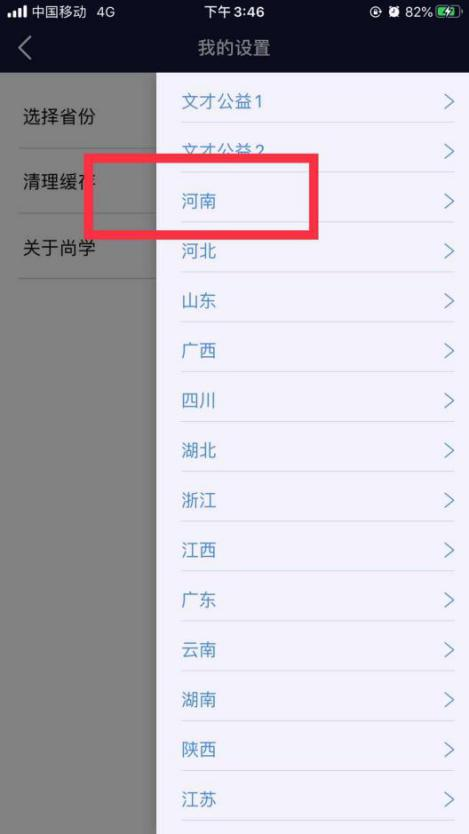 中国移动 4G 下午3:46 82%
我的设置
选择省份
清理缓存
关于尚学
文才公益1
文才公益2
河南
河北
山东
广西
四川
湖北
浙江
江西
广东
云南
湖南
陕西
江苏